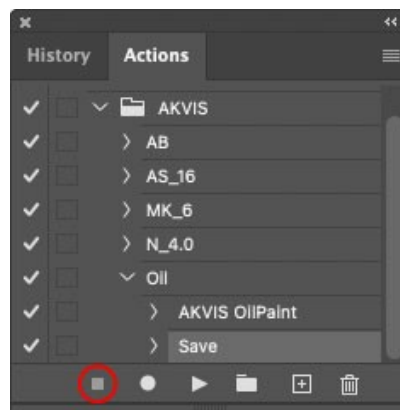 History Actions
AKVIS
AB
AS_16
MK_6
N_4.0
Oil
AKVIS OilPaint
Save